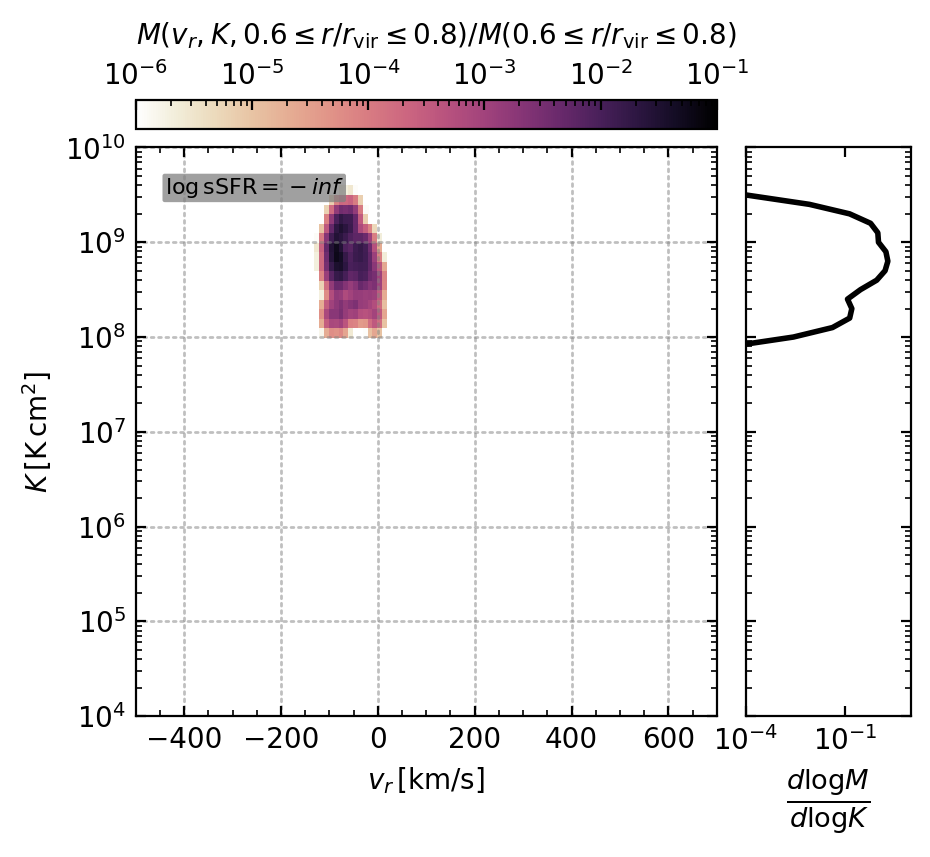 M(v_r, K, 0.6 ≤ r/r_vir ≤ 0.8)/M(0.6 ≤ r/r_vir ≤ 0.8)
10^−6 10^−5 10^−4 10^−3 10^−2 10^−1
log sSFR = −inf
10^10
10^9
10^8
10^7
10^6
10^5
10^4
K [K cm^2]
−400 −200 0 200 400 600
v_r [km/s]
10^−4 10^−1
dlogM
dlogK